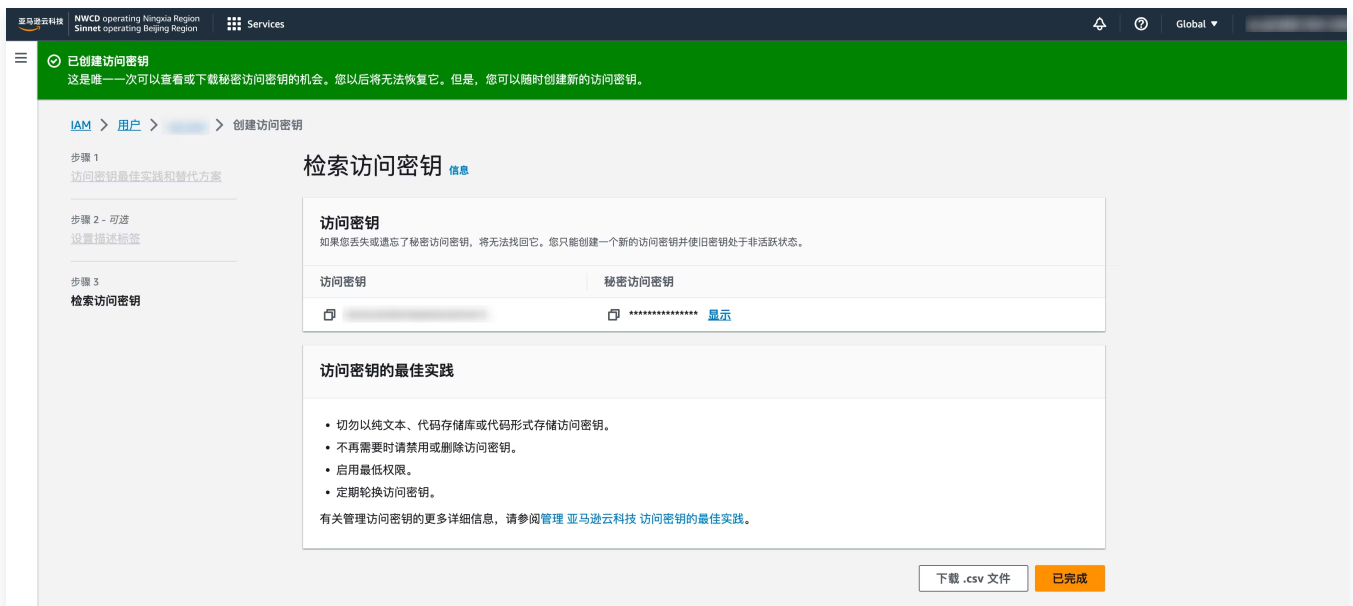 亚马逊云科技
NWCD operating Ningxia Region
Sinnet operating Beijing Region
Services
Global
已创建访问密钥
这是唯一一次可以查看或下载秘密访问密钥的机会。您以后将无法恢复它。但是，您可以随时创建新的访问密钥。
IAM > 用户 > > 创建访问密钥
步骤 1
访问密钥最佳实践和替代方案
步骤 2 - 可选
设置描述标签
步骤 3
检索访问密钥
检索访问密钥 信息
访问密钥
如果您丢失或遗忘了秘密访问密钥，将无法找回它。您只能创建一个新的访问密钥并使旧密钥处于非活跃状态。
访问密钥 秘密访问密钥
*************** 显示
访问密钥的最佳实践
• 切勿以纯文本、代码存储库或代码形式存储访问密钥。
• 不再需要时请禁用或删除访问密钥。
• 启用最低权限。
• 定期轮换访问密钥。
有关管理访问密钥的更多详细信息，请参阅管理 亚马逊云科技 访问密钥的最佳实践。
下载 .csv 文件 已完成